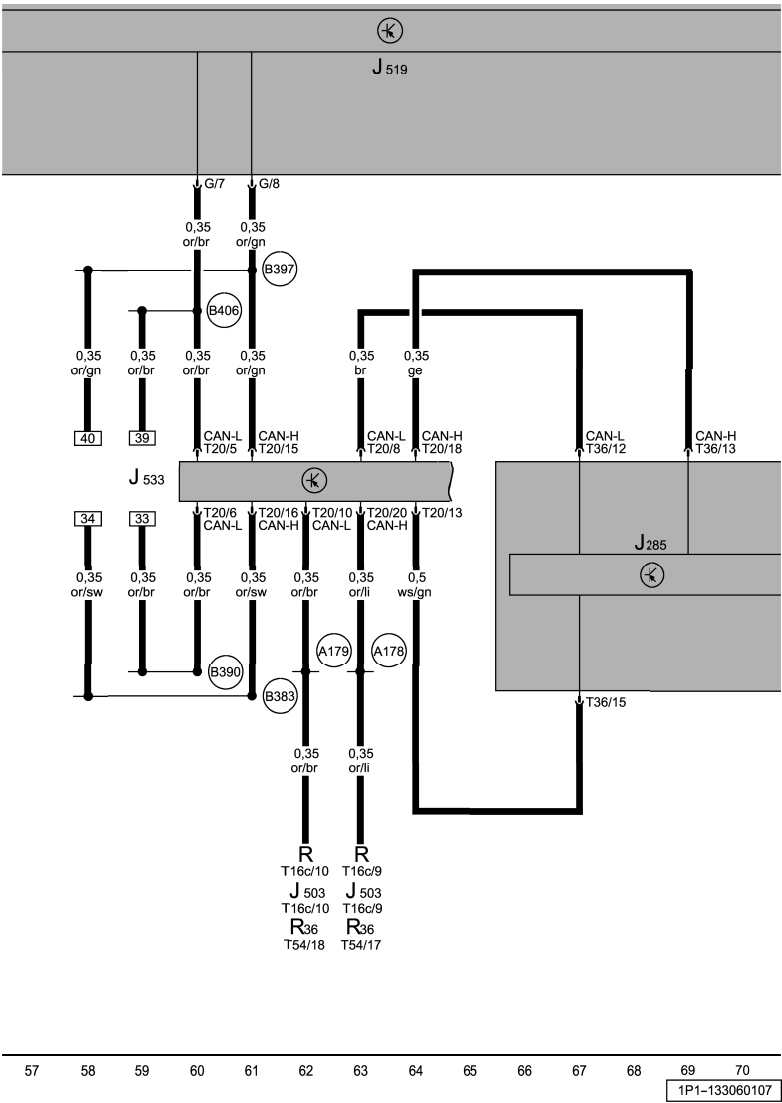 J 519
G/7 G/8
0,35 0,35
or/br or/gn
B397
B406
0,35 0,35 0,35 0,35 0,35 0,35
or/gn or/br or/br or/gn br ge
40 39 CAN-L CAN-H CAN-L CAN-H CAN-L CAN-H
T20/5 T20/15 T20/8 T20/18 T36/12 T36/13
J 533
34 33 T20/6 T20/16 T20/10 T20/20 T20/13
CAN-L CAN-H CAN-L CAN-H
J285
0,35 0,35 0,35 0,35 0,35 0,35 0,5
or/sw or/br or/br or/sw or/br or/li ws/gn
A179 A178
B390
B383
T36/15
0,35 0,35
or/br or/li
R R
T16c/10 T16c/9
J 503 J 503
T16c/10 T16c/9
R36 R36
T54/18 T54/17
57 58 59 60 61 62 63 64 65 66 67 68 69 70
1P1-133060107